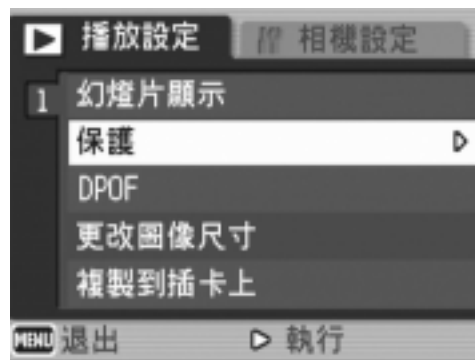 播放設定 相機設定
1 幻燈片顯示
保護
DPOF
更改圖像尺寸
複製到插卡上
MENU 退出 執行